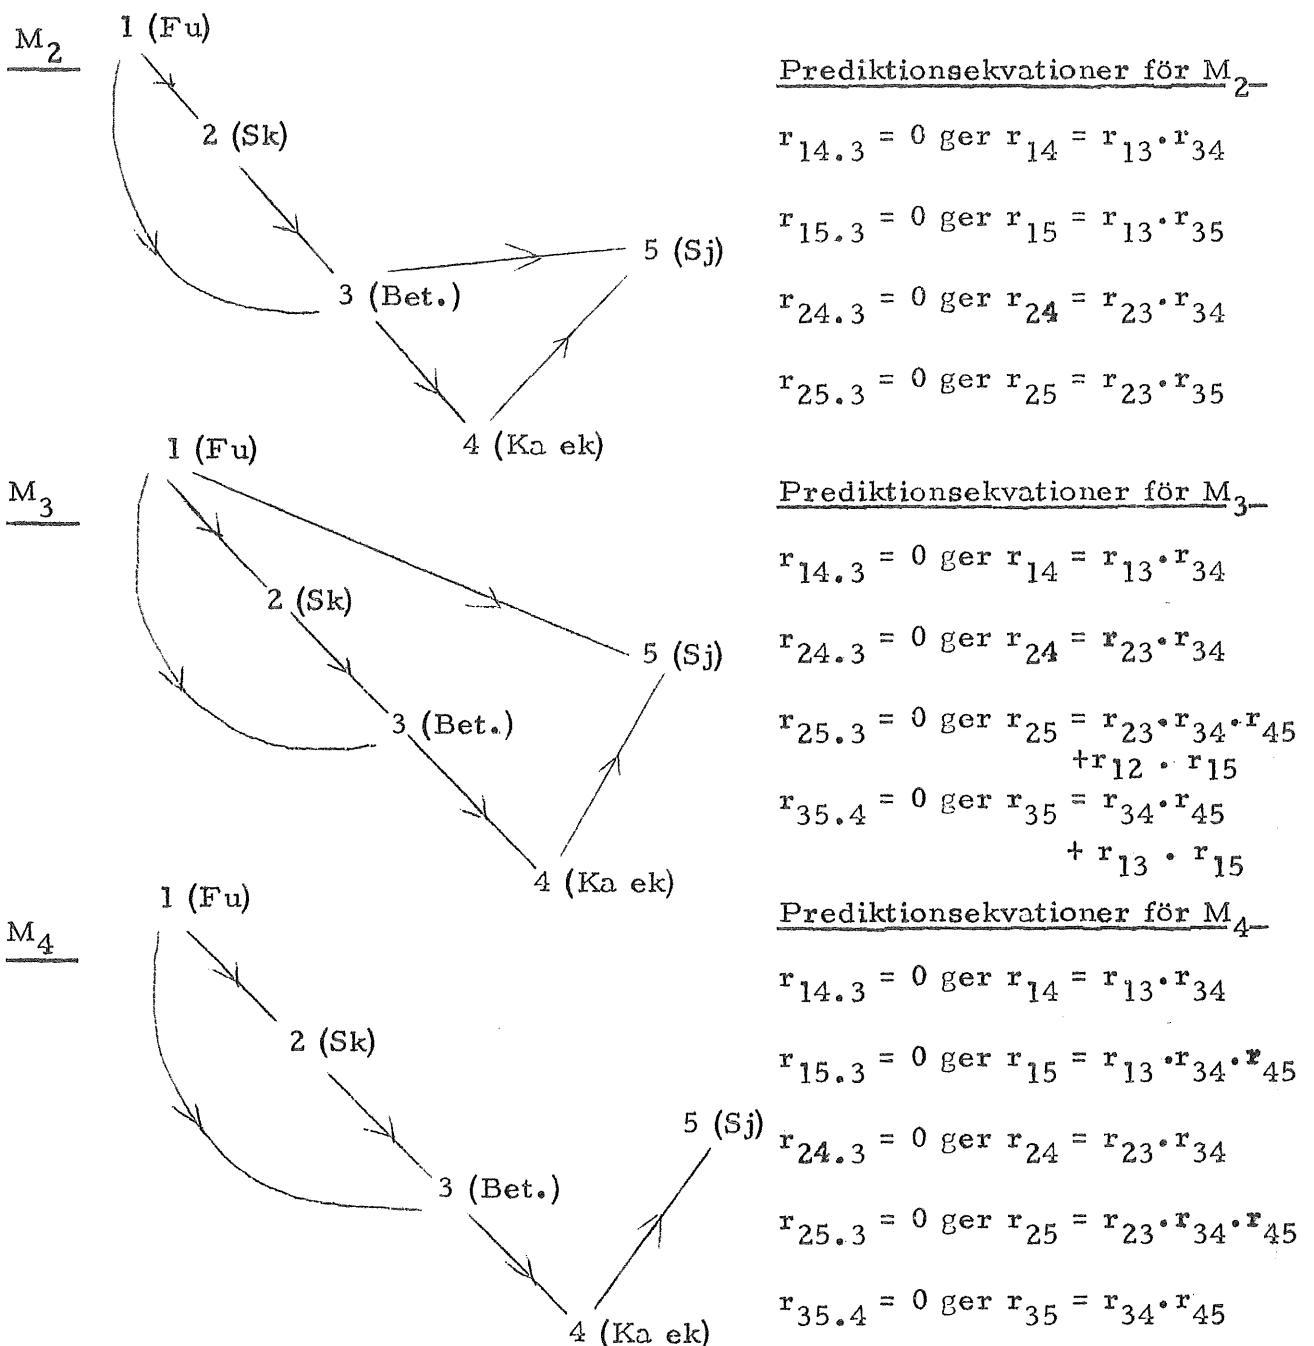 M2
1 (Fu)
2 (Sk)
3 (Bet.)
5 (Sj)
4 (Ka ek)
Prediktionsekvationer för M2
r14.3 = 0 ger r14 = r13·r34
r15.3 = 0 ger r15 = r13·r35
r24.3 = 0 ger r24 = r23·r34
r25.3 = 0 ger r25 = r23·r35
M3
1 (Fu)
2 (Sk)
5 (Sj)
3 (Bet.)
4 (Ka ek)
Prediktionsekvationer för M3
r14.3 = 0 ger r14 = r13·r34
r24.3 = 0 ger r24 = r23·r34
r25.3 = 0 ger r25 = r23·r34·r45
+r12 · r15
r35.4 = 0 ger r35 = r34·r45
+ r13 · r15
M4
1 (Fu)
2 (Sk)
5 (Sj)
3 (Bet.)
4 (Ka ek)
Prediktionsekvationer för M4
r14.3 = 0 ger r14 = r13·r34
r15.3 = 0 ger r15 = r13·r34·r45
r24.3 = 0 ger r24 = r23·r34
r25.3 = 0 ger r25 = r23·r34·r45
r35.4 = 0 ger r35 = r34·r45